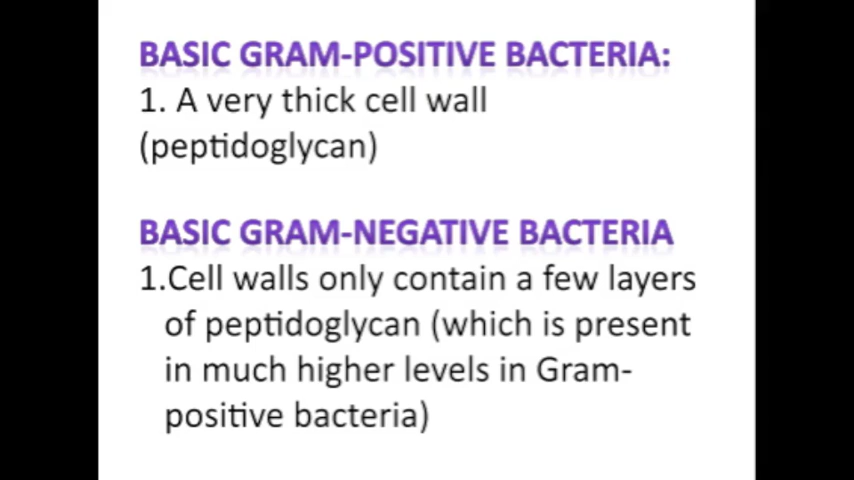 BASIC GRAM-POSITIVE BACTERIA:
1. A very thick cell wall
(peptidoglycan)
BASIC GRAM-NEGATIVE BACTERIA
1.Cell walls only contain a few layers
of peptidoglycan (which is present
in much higher levels in Gram-
positive bacteria)